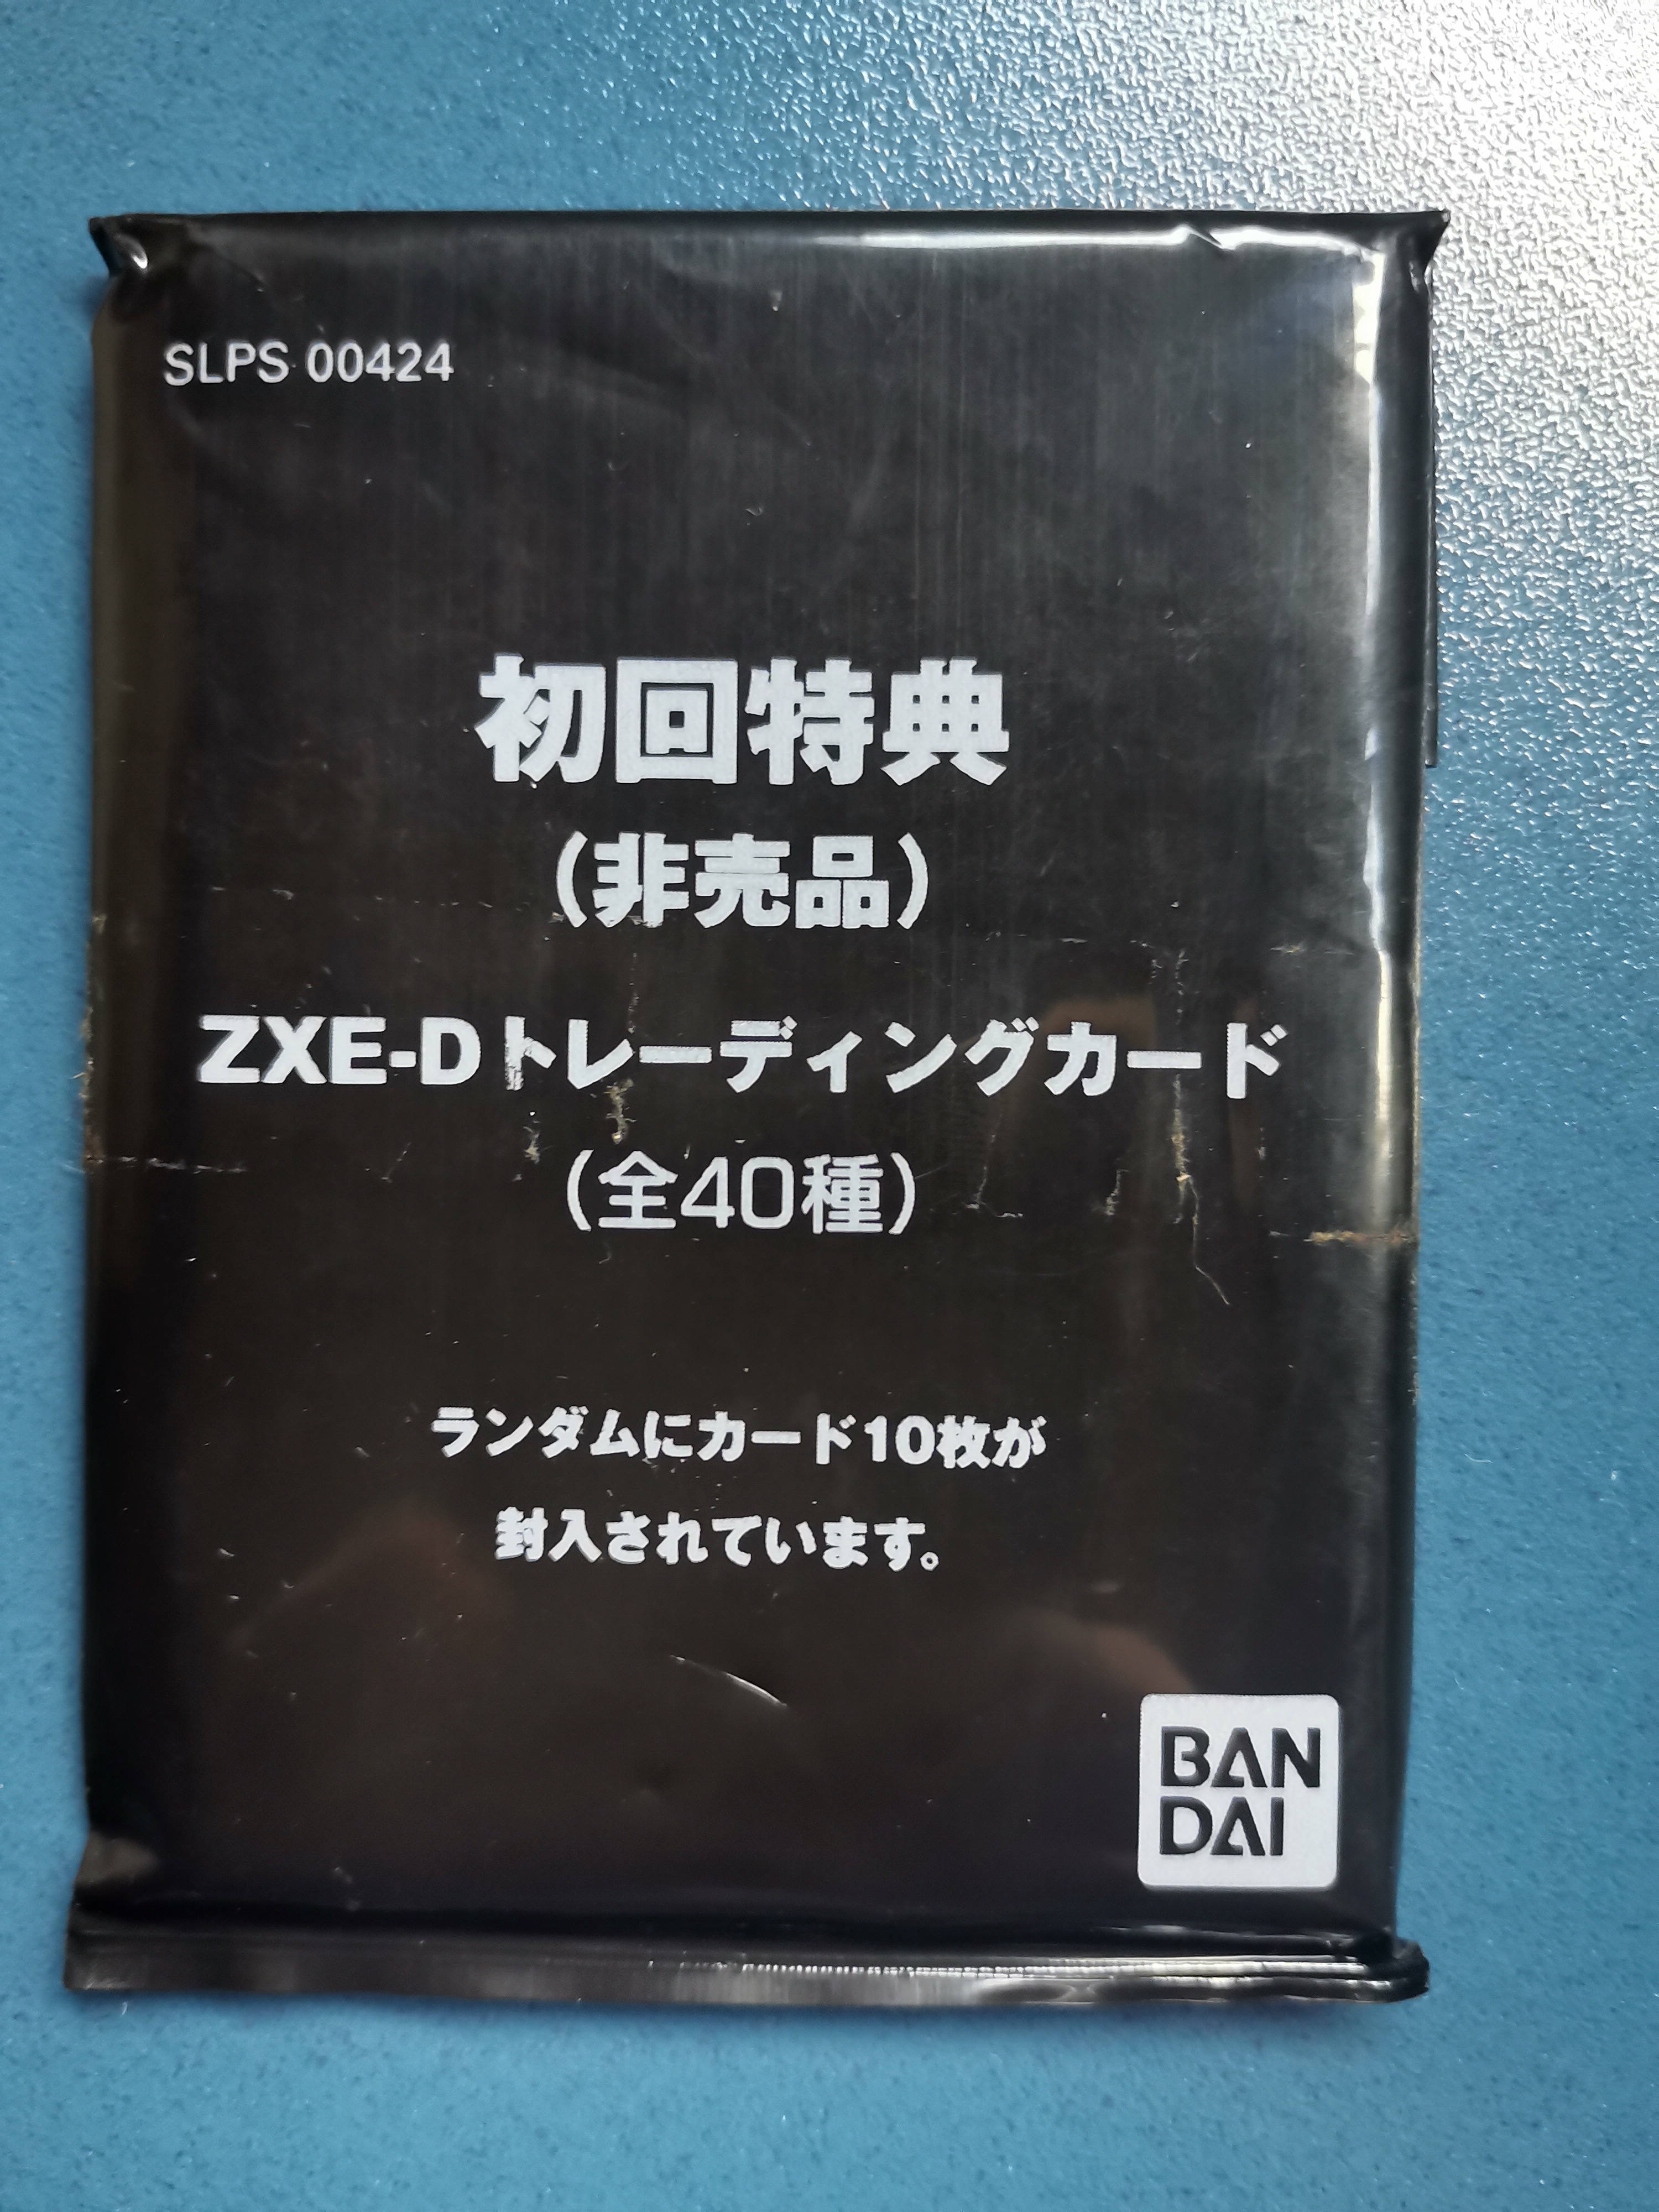 SLPS 00424
初回特典
（非売品）
ZXE-Dトレーディングカード
（全40種）
ランダムにカード10枚が
封入されています。
BAN
DAI